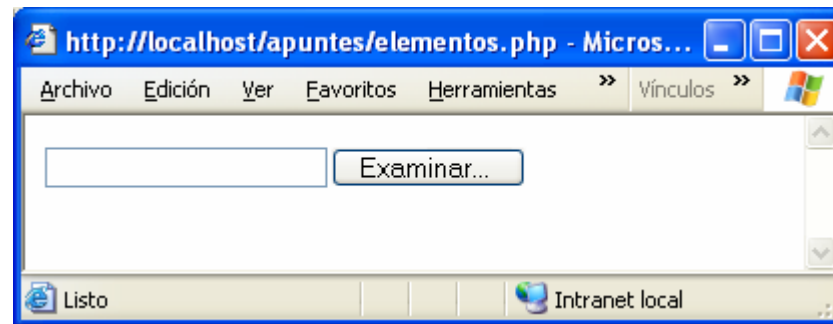 http://localhost/apuntes/elementos.php - Micros...
Archivo Edición Ver Favoritos Herramientas » Vínculos »
Examinar...
Listo Intranet local